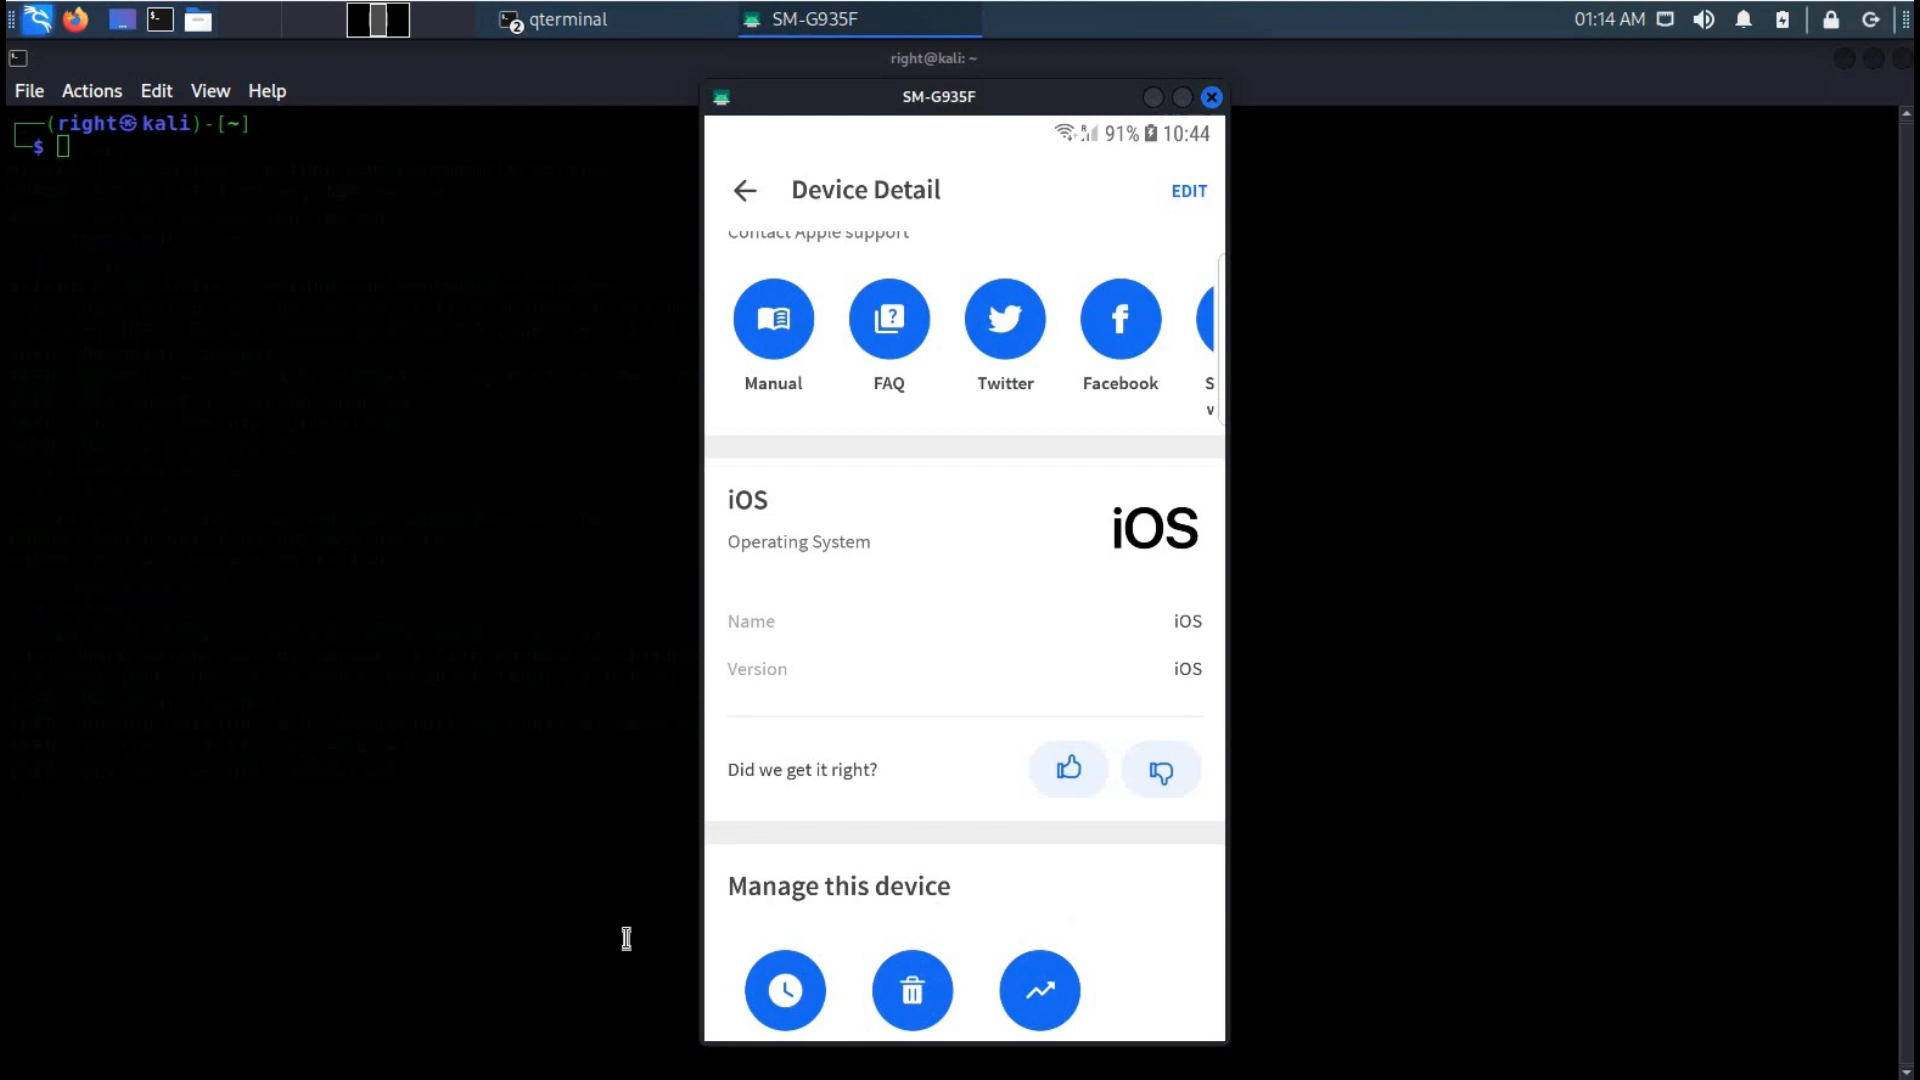 qterminal
SM-G935F
01:14 AM
right@kali: ~
File Actions Edit View Help
(right㉿kali)-[~]
$
SM-G935F
91% 10:44
Device Detail
EDIT
Contact Apple support
Manual
FAQ
Twitter
Facebook
S
v
iOS
iOS
Operating System
Name
iOS
Version
iOS
Did we get it right?
Manage this device